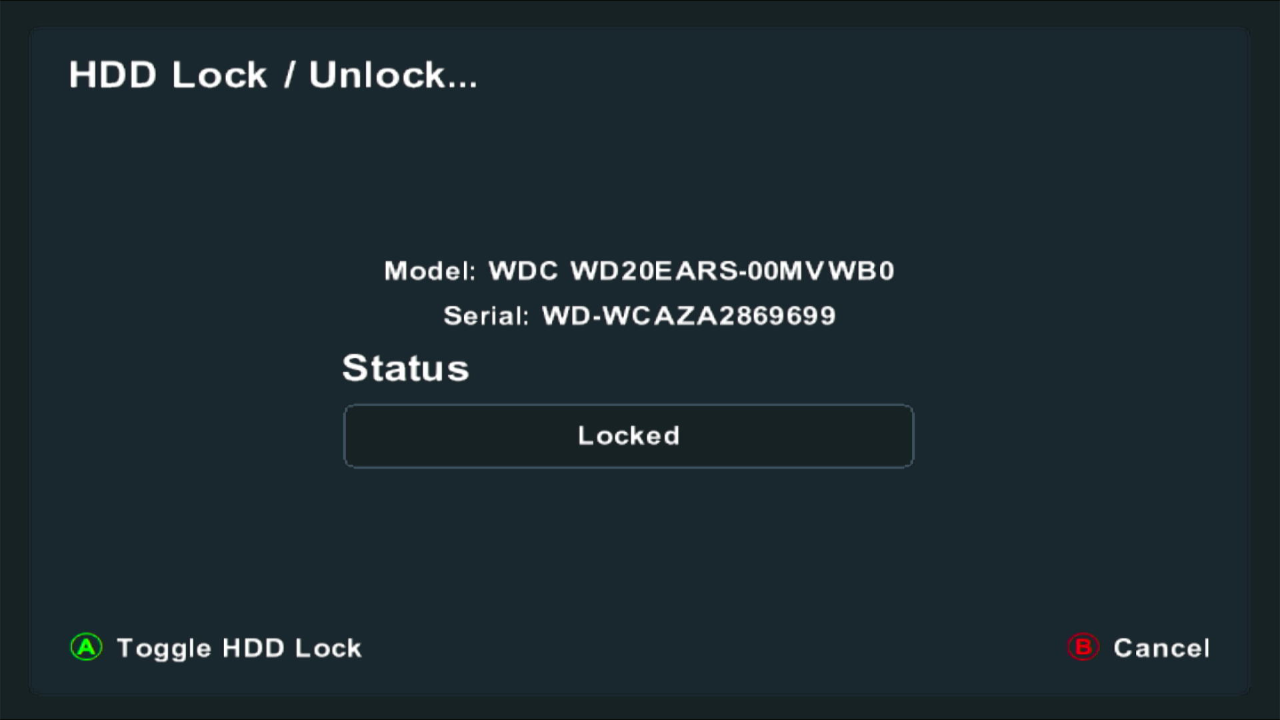 HDD Lock / Unlock...
Model: WDC WD20EARS-00MVWB0
Serial: WD-WCAZA2869699
Status
Locked
A Toggle HDD Lock
B Cancel